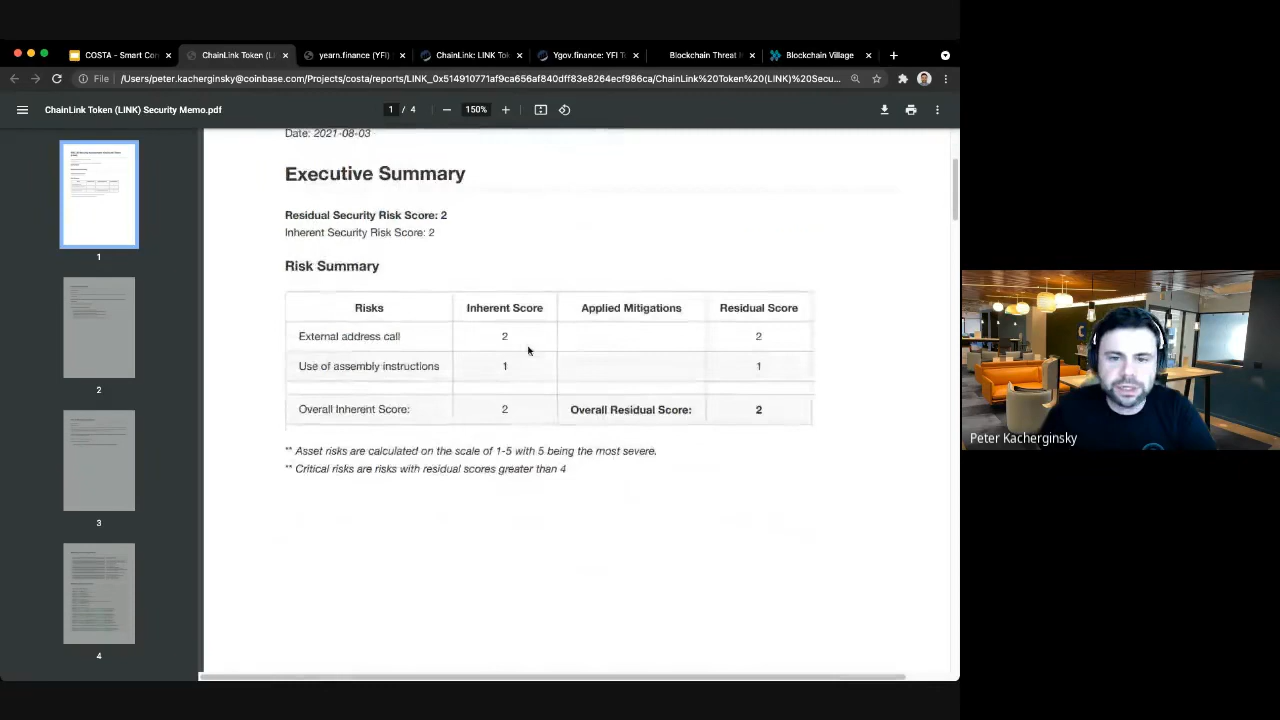 COSTA - Smart Con
ChainLink Token (L
yearn.finance (YFI)
ChainLink: LINK Tok
Ygov.finance: YFI T
Blockchain Threat M
Blockchain Village
File
/Users/peter.kacherginsky@coinbase.com/Projects/costa/reports/LINK_0x514910771af9ca656af840dff83e8264ecf986ca/ChainLink%20Token%20(LINK)%20Secu...
ChainLink Token (LINK) Security Memo.pdf
1 / 4
150%
Date: 2021-08-03
Executive Summary
Residual Security Risk Score: 2
Inherent Security Risk Score: 2
Risk Summary
Risks Inherent Score Applied Mitigations Residual Score
External address call 2 2
Use of assembly instructions 1 1
Overall Inherent Score: 2 Overall Residual Score: 2
** Asset risks are calculated on the scale of 1-5 with 5 being the most severe.
** Critical risks are risks with residual scores greater than 4
1
2
3
4
Peter Kacherginsky